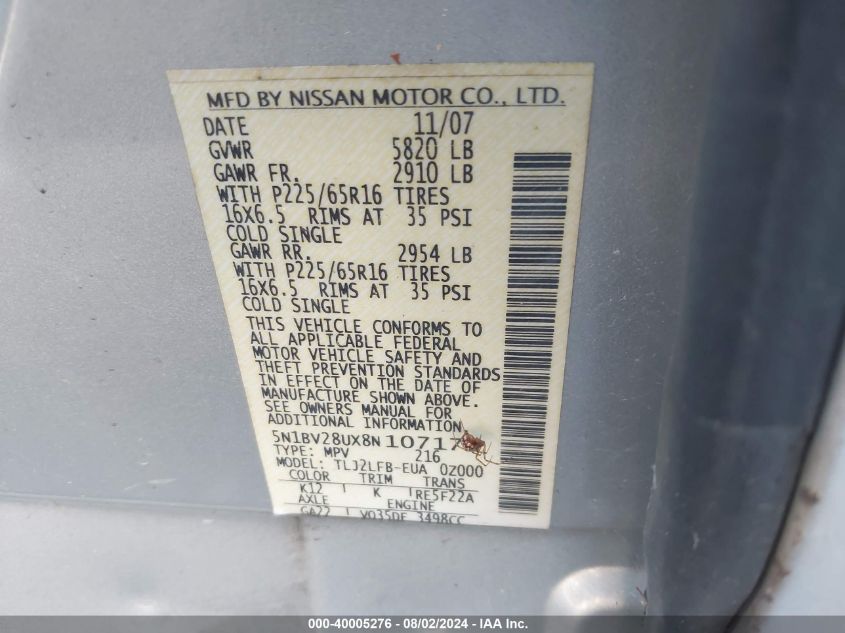 MFD BY NISSAN MOTOR CO., LTD.
DATE 11/07
GVWR 5820 LB
GAWR FR. 2910 LB
WITH P225/65R16 TIRES
16X6.5 RIMS AT 35 PSI
COLD SINGLE
GAWR RR. 2954 LB
WITH P225/65R16 TIRES
16X6.5 RIMS AT 35 PSI
COLD SINGLE
THIS VEHICLE CONFORMS TO
ALL APPLICABLE FEDERAL
MOTOR VEHICLE SAFETY AND
THEFT PREVENTION STANDARDS
IN EFFECT ON THE DATE OF
MANUFACTURE SHOWN ABOVE.
SEE OWNERS MANUAL FOR
ADDITIONAL INFORMATION
5N1BV28UX8N 10717
TYPE: MPV 216
MODEL: TLJ2LFB-EUA 0Z000
COLOR TRIM TRANS
K12 K RE5F22A
AXLE ENGINE
GA22 VQ35DE 3498CC
000-40005276 - 08/02/2024 - IAA Inc.